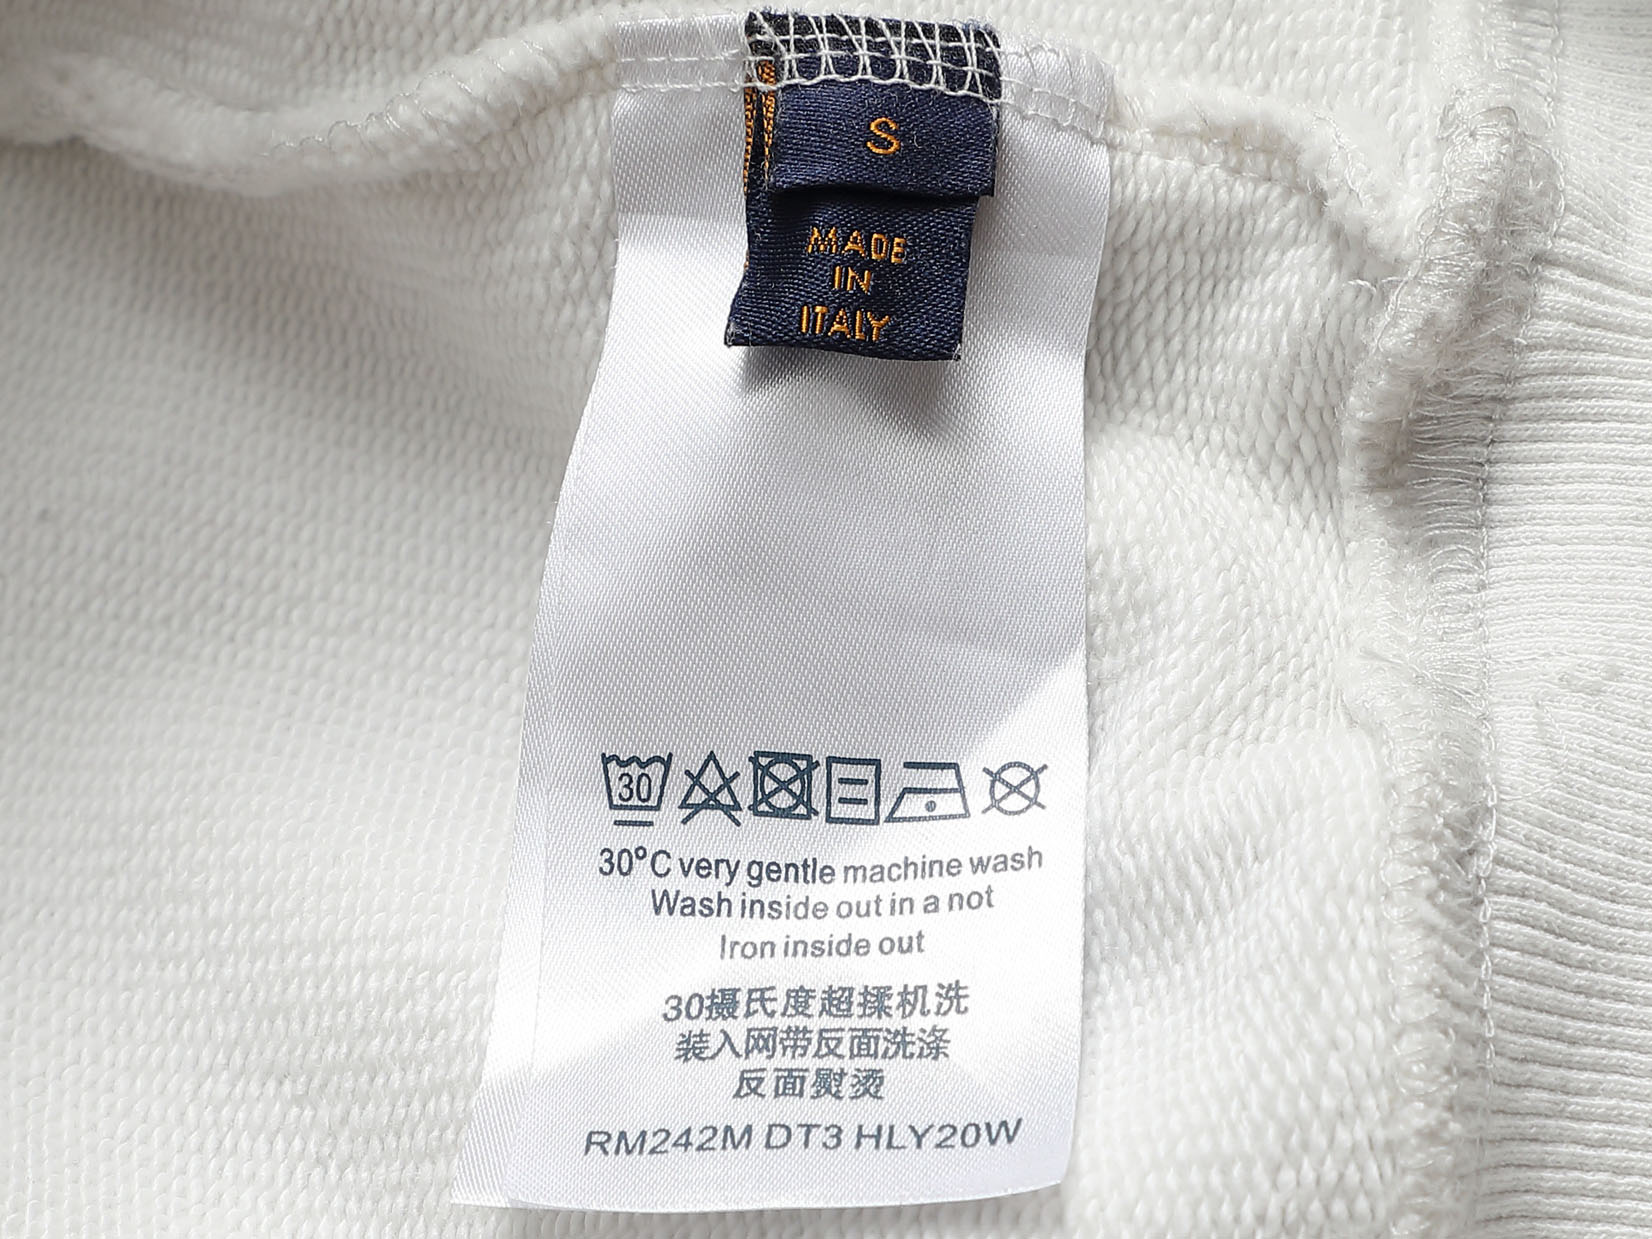 S
MADE
IN
ITALY
30
30°C very gentle machine wash
Wash inside out in a not
Iron inside out
30摄氏度超揉机洗
装入网带反面洗涤
反面熨烫
RM242M DT3 HLY20W